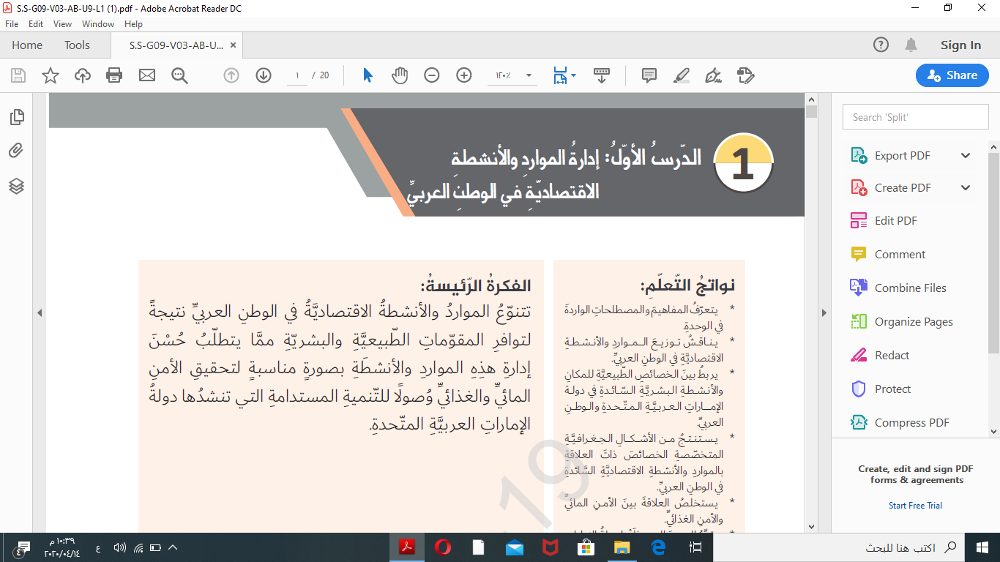 S.S-G09-V03-AB-U9-L1 (1).pdf - Adobe Acrobat Reader DC
File Edit View Window Help
Home Tools S.S-G09-V03-AB-U... × Sign In
١ / 20 ١٣٠٪ Share
1
الدّرسُ الأوّلُ: إدارةُ المواردِ والأنشطةِ
الاقتصاديّةِ في الوطنِ العربيِّ
نواتجُ التّعلّمِ:
* يتعرّفُ المفاهيمَ والمصطلحاتِ الواردةَ
في الوحدةِ.
* يناقشُ توزيعَ المواردِ والأنشطةِ
الاقتصاديَّةِ في الوطنِ العربيِّ.
* يربطُ بينَ الخصائصِ الطّبيعيَّةِ للمكانِ
والأنشطةِ البشريَّةِ السّائدةِ في دولة
الإماراتِ العربيَّةِ المتّحدةِ والوطنِ
العربيِّ.
* يستنتجُ من الأشكالِ الجغرافيَّةِ
المتخصّصةِ الخصائصَ ذاتَ العلاقةِ
بالمواردِ والأنشطةِ الاقتصاديَّةِ السَّائدةِ
في الوطنِ العربيِّ.
* يستخلصُ العلاقةَ بينَ الأمنِ المائيِّ
والأمنِ الغذائيِّ.
الفكرةُ الرّئيسةُ:
تتنوّعُ المواردُ والأنشطةُ الاقتصاديَّةُ في الوطنِ العربيِّ نتيجةً
لتوافرِ المقوّماتِ الطّبيعيَّةِ والبشريّةِ ممَّا يتطلّبُ حُسْنَ
إدارةِ هذِهِ المواردِ والأنشطَةِ بصورةٍ مناسبةٍ لتحقيقِ الأمنِ
المائيِّ والغذائيِّ وُصولًا للتّنميةِ المستدامةِ التي تنشدُها دولةُ
الإماراتِ العربيَّةِ المتّحدةِ.
19
Search 'Split'
Export PDF
Create PDF
Edit PDF
Comment
Combine Files
Organize Pages
Redact
Protect
Compress PDF
Create, edit and sign PDF
forms & agreements
Start Free Trial
اكتب هنا للبحث
ع
١٠:٣٩ م
٢٠٢٠/٠٤/١٤
٤